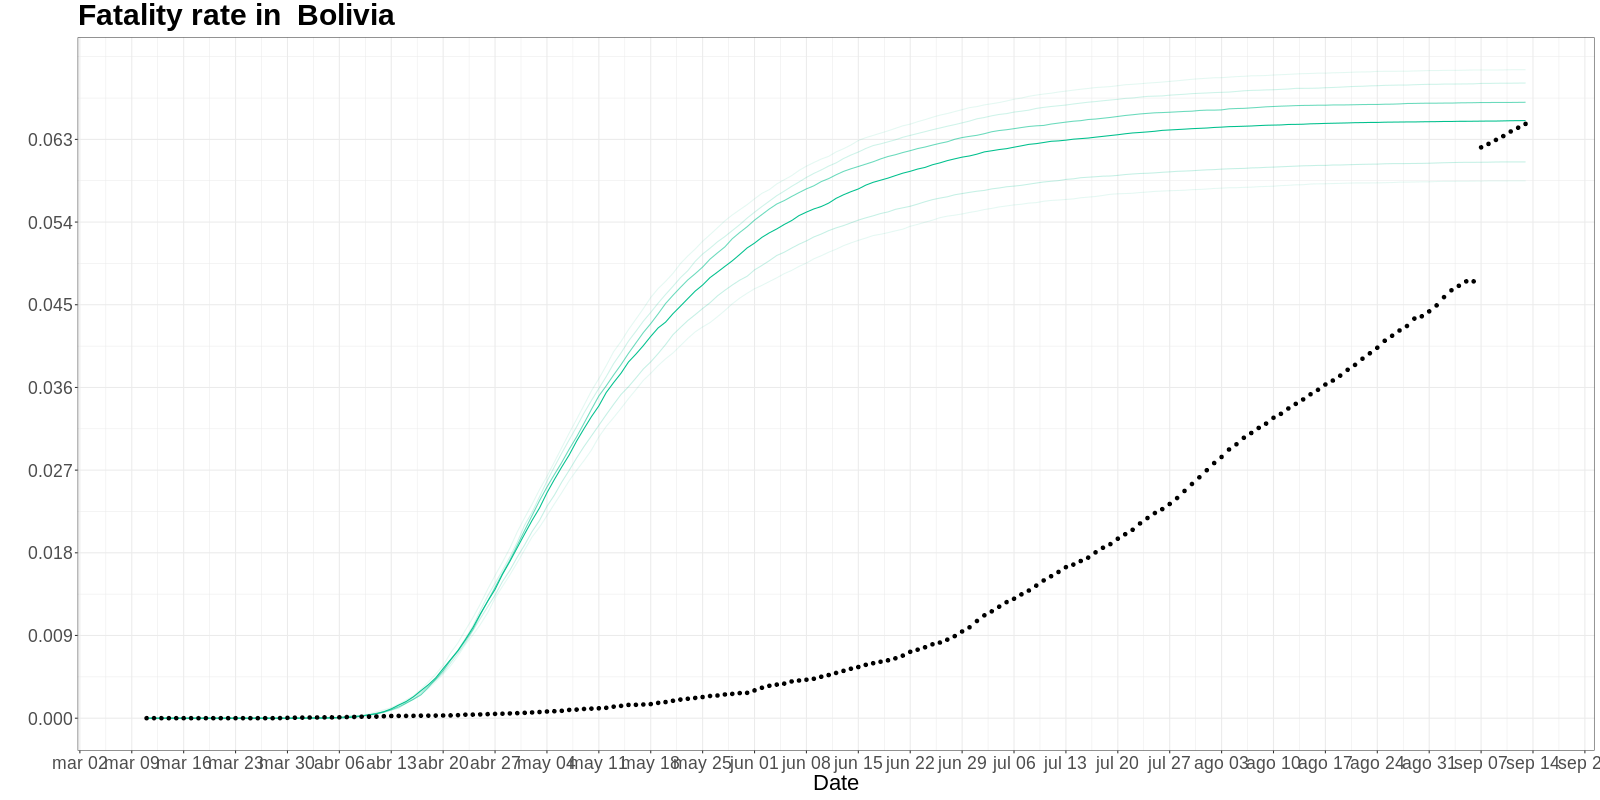 Fatality rate in  Bolivia
0.063
0.054
0.045
0.036
0.027
0.018
0.009
0.000
mar 02 mar 09 mar 16 mar 23 mar 30 abr 06 abr 13 abr 20 abr 27 may 04 may 11 may 18 may 25 jun 01 jun 08 jun 15 jun 22 jun 29 jul 06 jul 13 jul 20 jul 27 ago 03 ago 10 ago 17 ago 24 ago 31 sep 07 sep 14 sep 2
Date